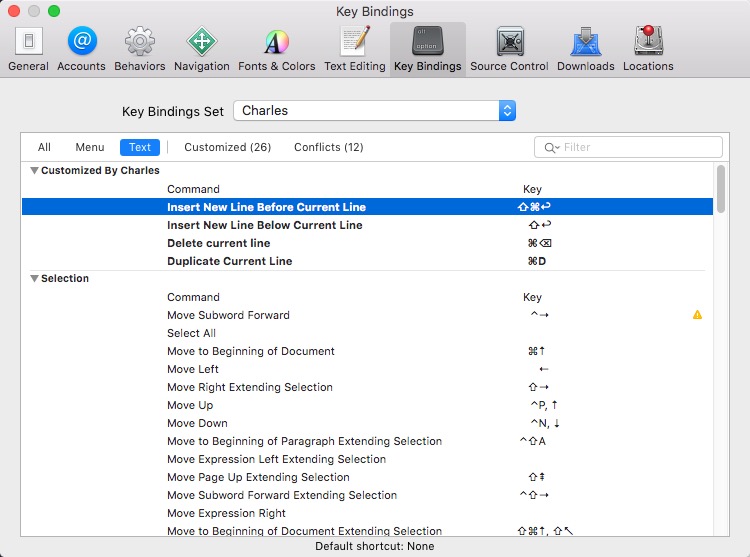 Key Bindings
General Accounts Behaviors Navigation Fonts & Colors Text Editing Key Bindings Source Control Downloads Locations
alt
option
Key Bindings Set Charles
All Menu Text Customized (26) Conflicts (12) Filter
Customized By Charles
Command Key
Insert New Line Before Current Line ⇧⌘↩
Insert New Line Below Current Line ⇧↩
Delete current line ⌘⌫
Duplicate Current Line ⌘D
Selection
Command Key
Move Subword Forward ^→
Select All
Move to Beginning of Document ⌘↑
Move Left ←
Move Right Extending Selection ⇧→
Move Up ^P, ↑
Move Down ^N, ↓
Move to Beginning of Paragraph Extending Selection ^⇧A
Move Expression Left Extending Selection
Move Page Up Extending Selection ⇧⇞
Move Subword Forward Extending Selection ^⇧→
Move Expression Right
Move to Beginning of Document Extending Selection ⇧⌘↑, ⇧↖
Default shortcut: None